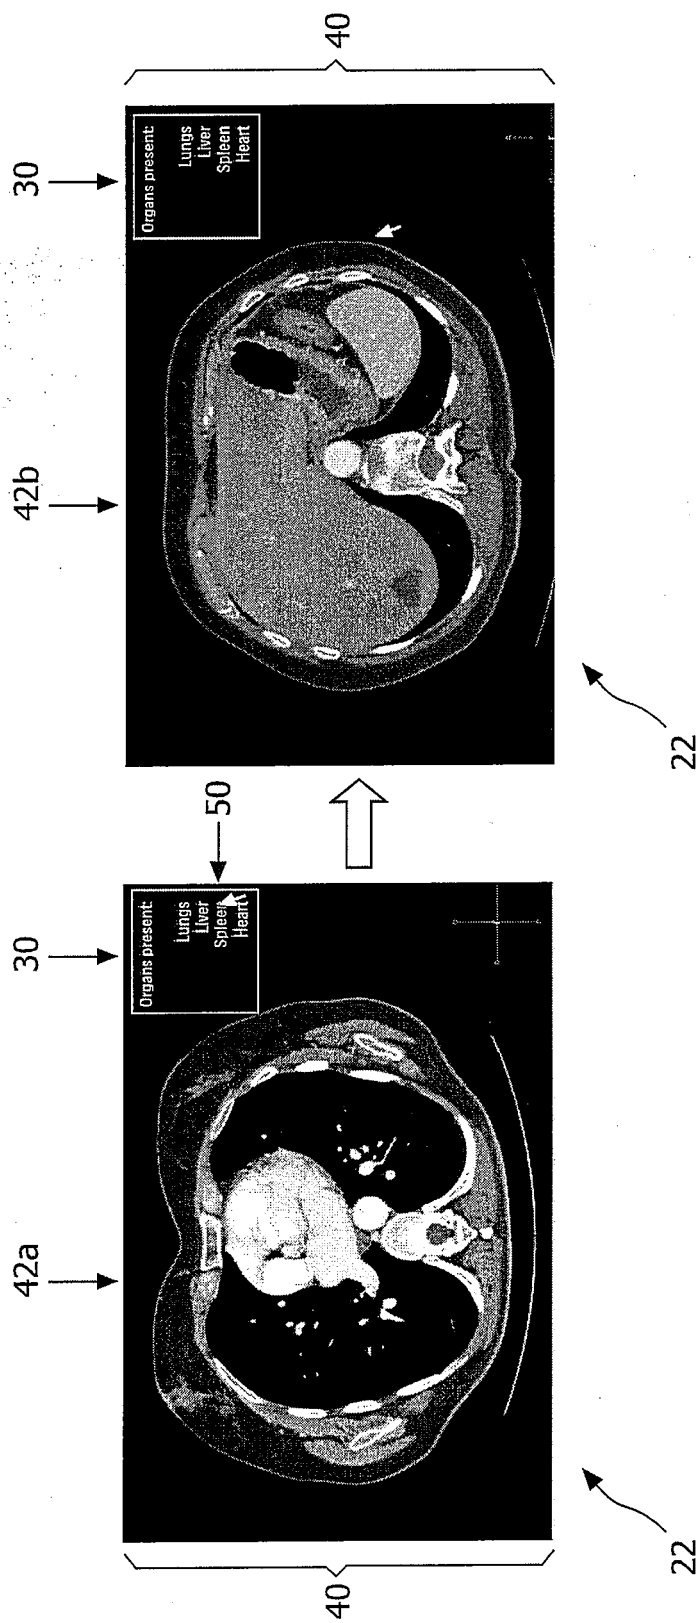 40
42a
30
Organs present:
Lungs
Liver
Spleen
Heart
50
22
42b
30
Organs present:
Lungs
Liver
Spleen
Heart
40
22